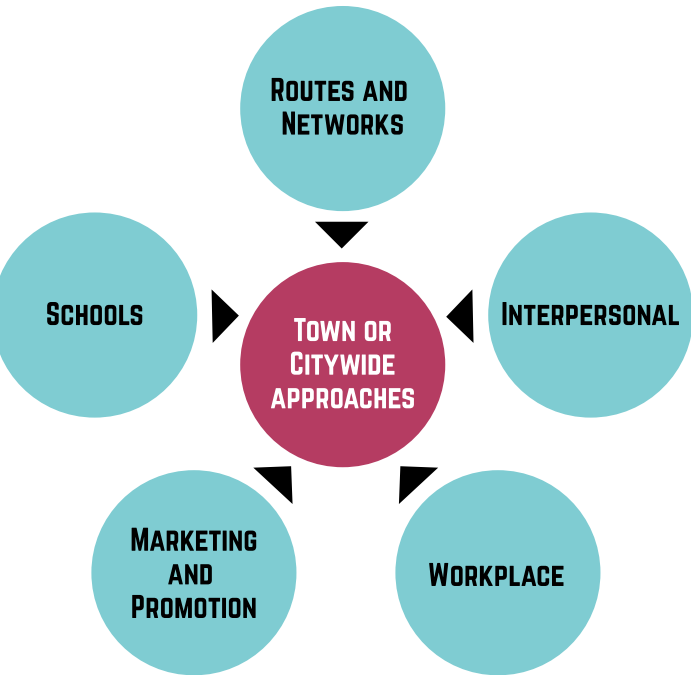 Routes and
Networks
Schools
Interpersonal
Town or
Citywide
approaches
Marketing
and
Promotion
Workplace